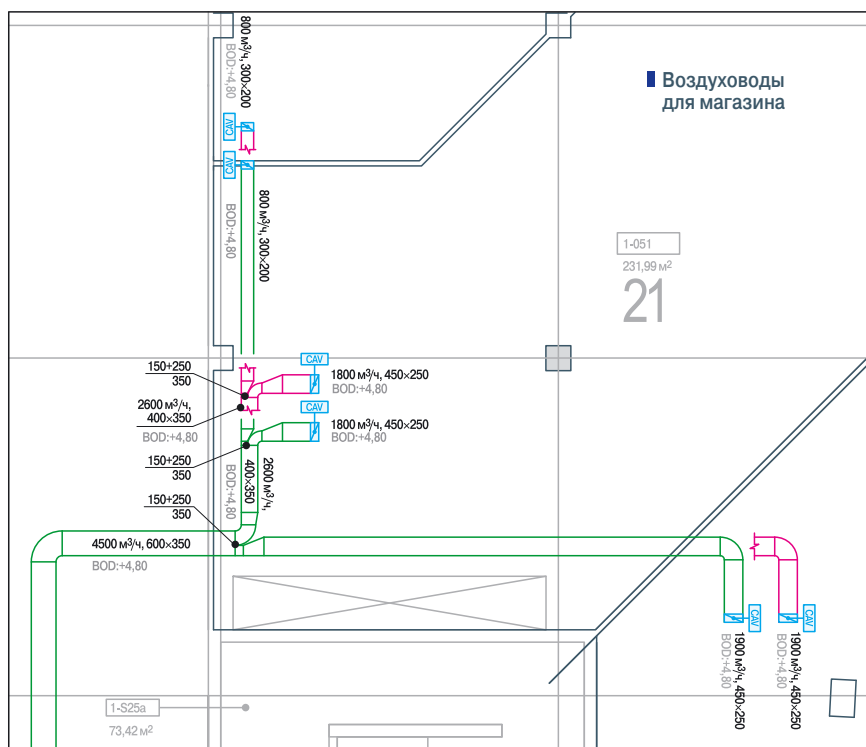 800 м³/ч, 300×200
BOD:+4,80
Воздуховоды
для магазина
CAV
CAV
800 м³/ч, 300×200
BOD:+4,80
1-051
231,99 м²
21
CAV
150+250
350
1800 м³/ч, 450×250
BOD:+4,80
2600 м³/ч,
400×350
BOD:+4,80
CAV
1800 м³/ч, 450×250
BOD:+4,80
150+250
350
2600 м³/ч,
400×350
BOD:+4,80
150+250
350
4500 м³/ч, 600×350
BOD:+4,80
CAV
CAV
1900 м³/ч, 450×250
BOD:+4,80
1900 м³/ч, 450×250
BOD:+4,80
1-S25a
73,42 м²